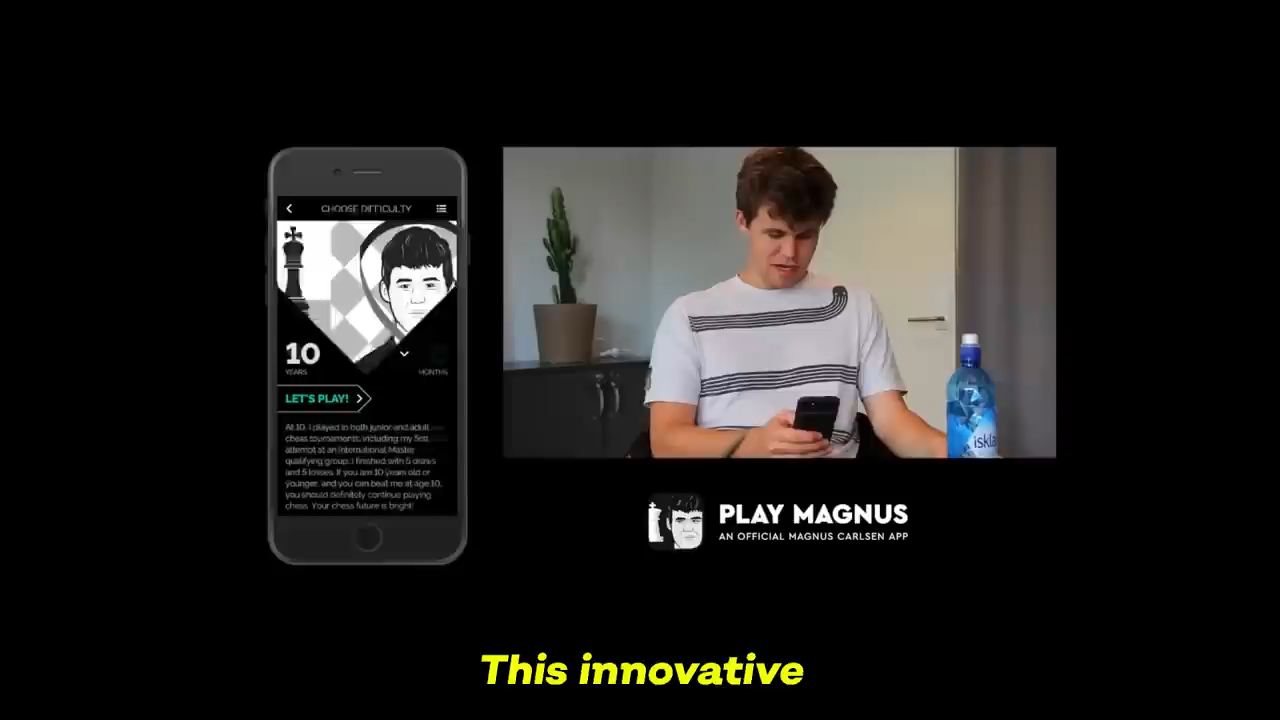 CHOOSE DIFFICULTY
10
YEARS
MONTHS
LET'S PLAY!
At 10, I played in both junior and adult
chess tournaments, including my first
attempt at an International Master
qualifying group. I finished with 5 draws
and 5 losses. If you are 10 years old or
younger, and you can beat me at age 10,
you should definitely continue playing
chess. Your chess future is bright!
iskla
PLAY MAGNUS
AN OFFICIAL MAGNUS CARLSEN APP
This innovative